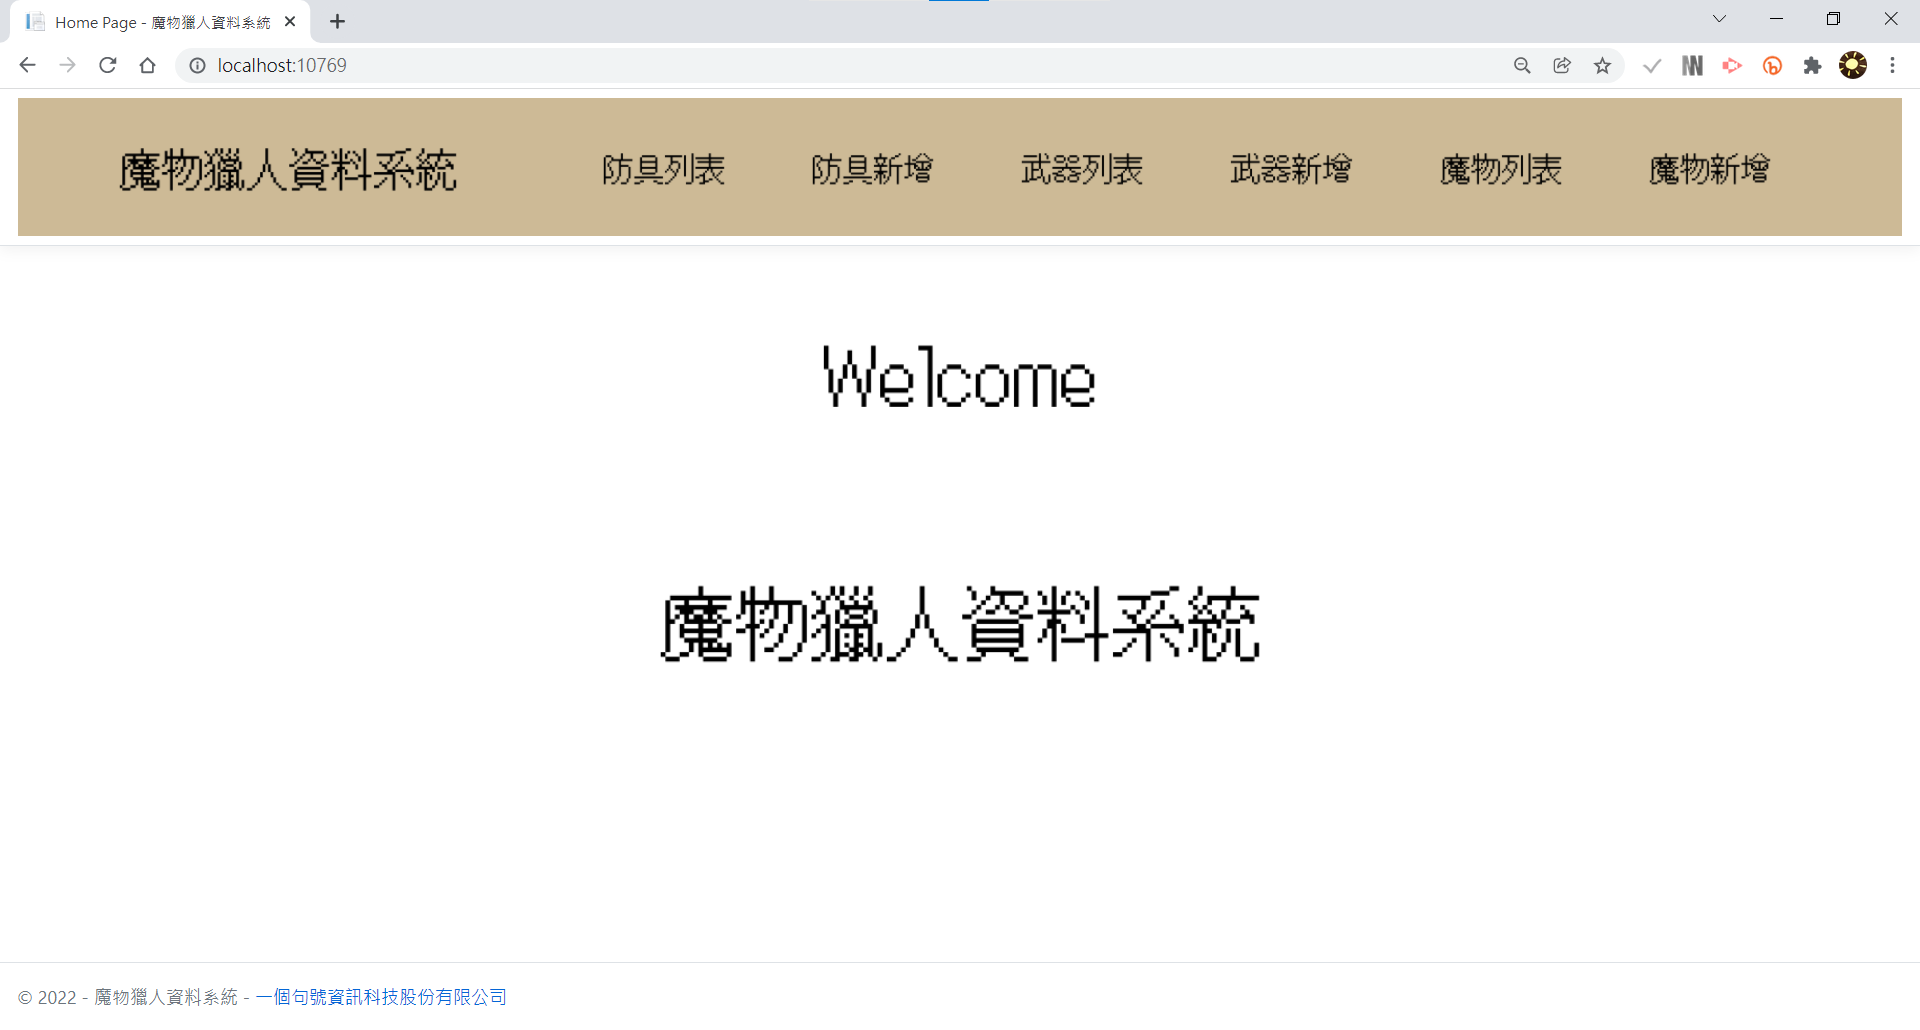 Home Page - 魔物獵人資料系統
localhost:10769
魔物獵人資料系統 防具列表 防具新增 武器列表 武器新增 魔物列表 魔物新增
Welcome
魔物獵人資料系統
© 2022 - 魔物獵人資料系統 - 一個句號資訊科技股份有限公司